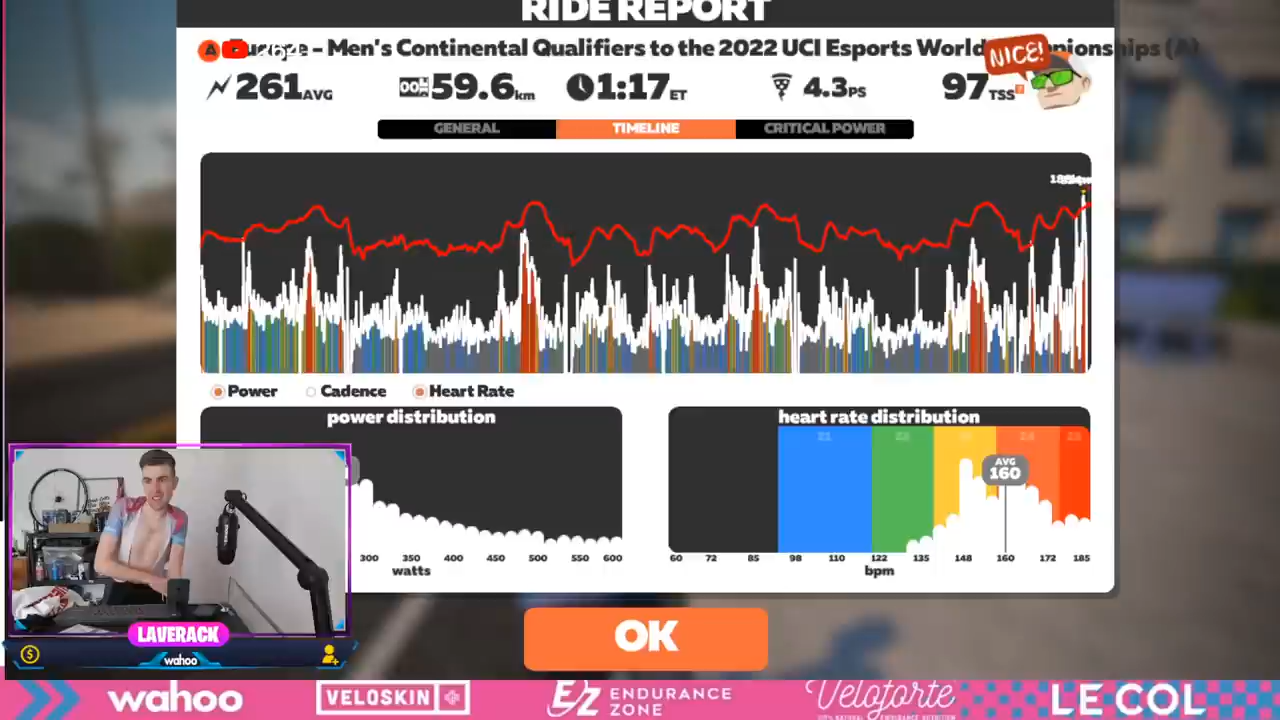 RIDE REPORT
- Men's Continental Qualifiers to the 2022 UCI Esports World Championships (A)
NICE!
261AVG 59.6km 1:17ET 4.3PS 97TSS
GENERAL TIMELINE CRITICAL POWER
Power Cadence Heart Rate
power distribution
300 350 400 450 500 550 600
watts
heart rate distribution
AVG
160
60 72 85 98 110 122 135 148 160 172 185
bpm
OK
LAVERACK
wahoo
wahoo VELOSKIN EZ ENDURANCE ZONE Veloforte LE COL